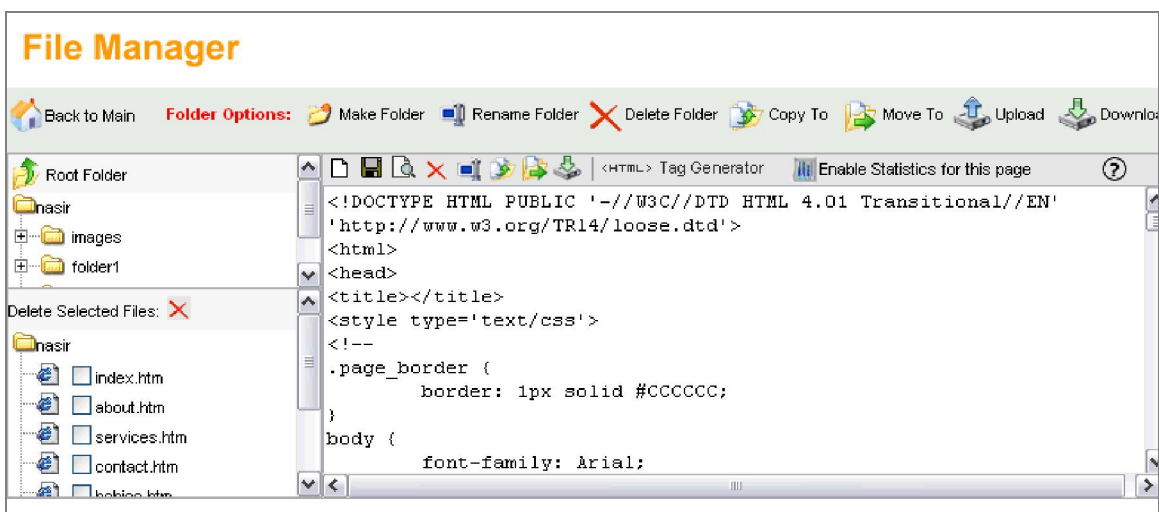 File Manager
Back to Main Folder Options: Make Folder Rename Folder Delete Folder Copy To Move To Upload Downlo
Root Folder
nasir
images
folder1
Delete Selected Files:
nasir
index.htm
about.htm
services.htm
contact.htm
<HTML> Tag Generator Enable Statistics for this page ?
<!DOCTYPE HTML PUBLIC '-//W3C//DTD HTML 4.01 Transitional//EN'
'http://www.w3.org/TR14/loose.dtd'>
<html>
<head>
<title></title>
<style type='text/css'>
<!--
.page_border {
border: 1px solid #CCCCCC;
}
body {
font-family: Arial;